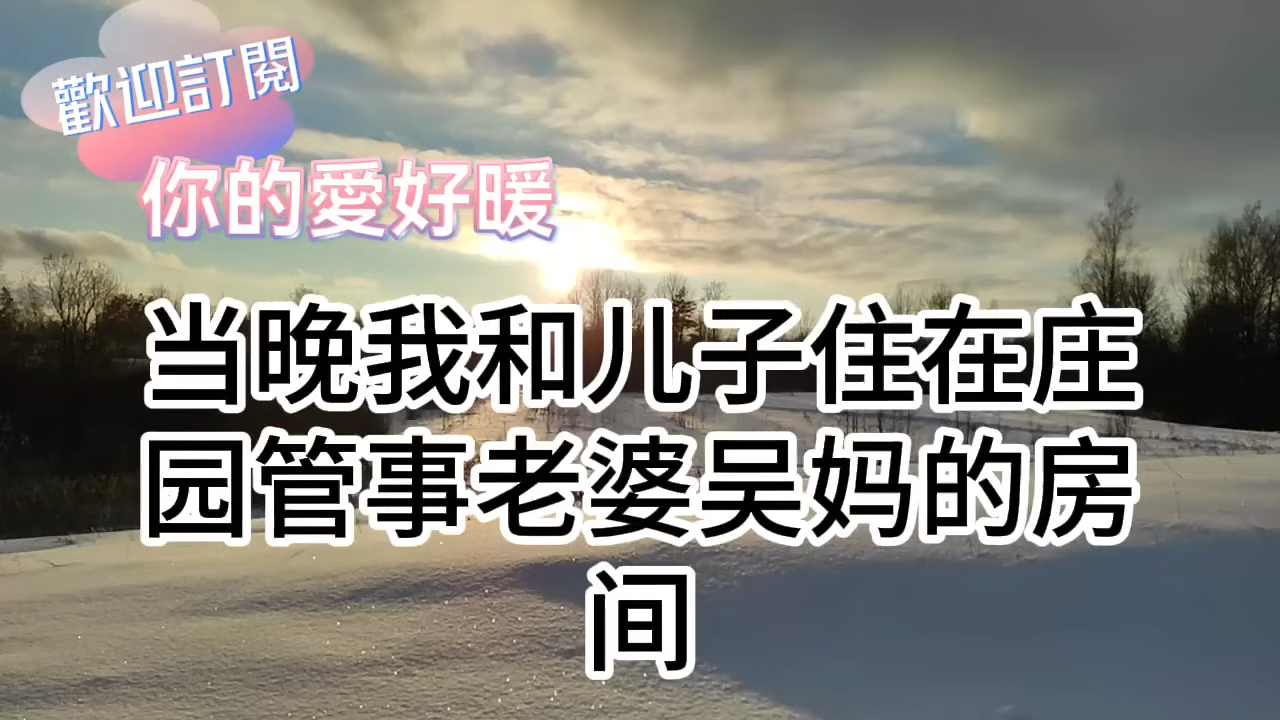 歡迎訂閱
你的愛好暖
当晚我和儿子住在庄
园管事老婆吴妈的房
间